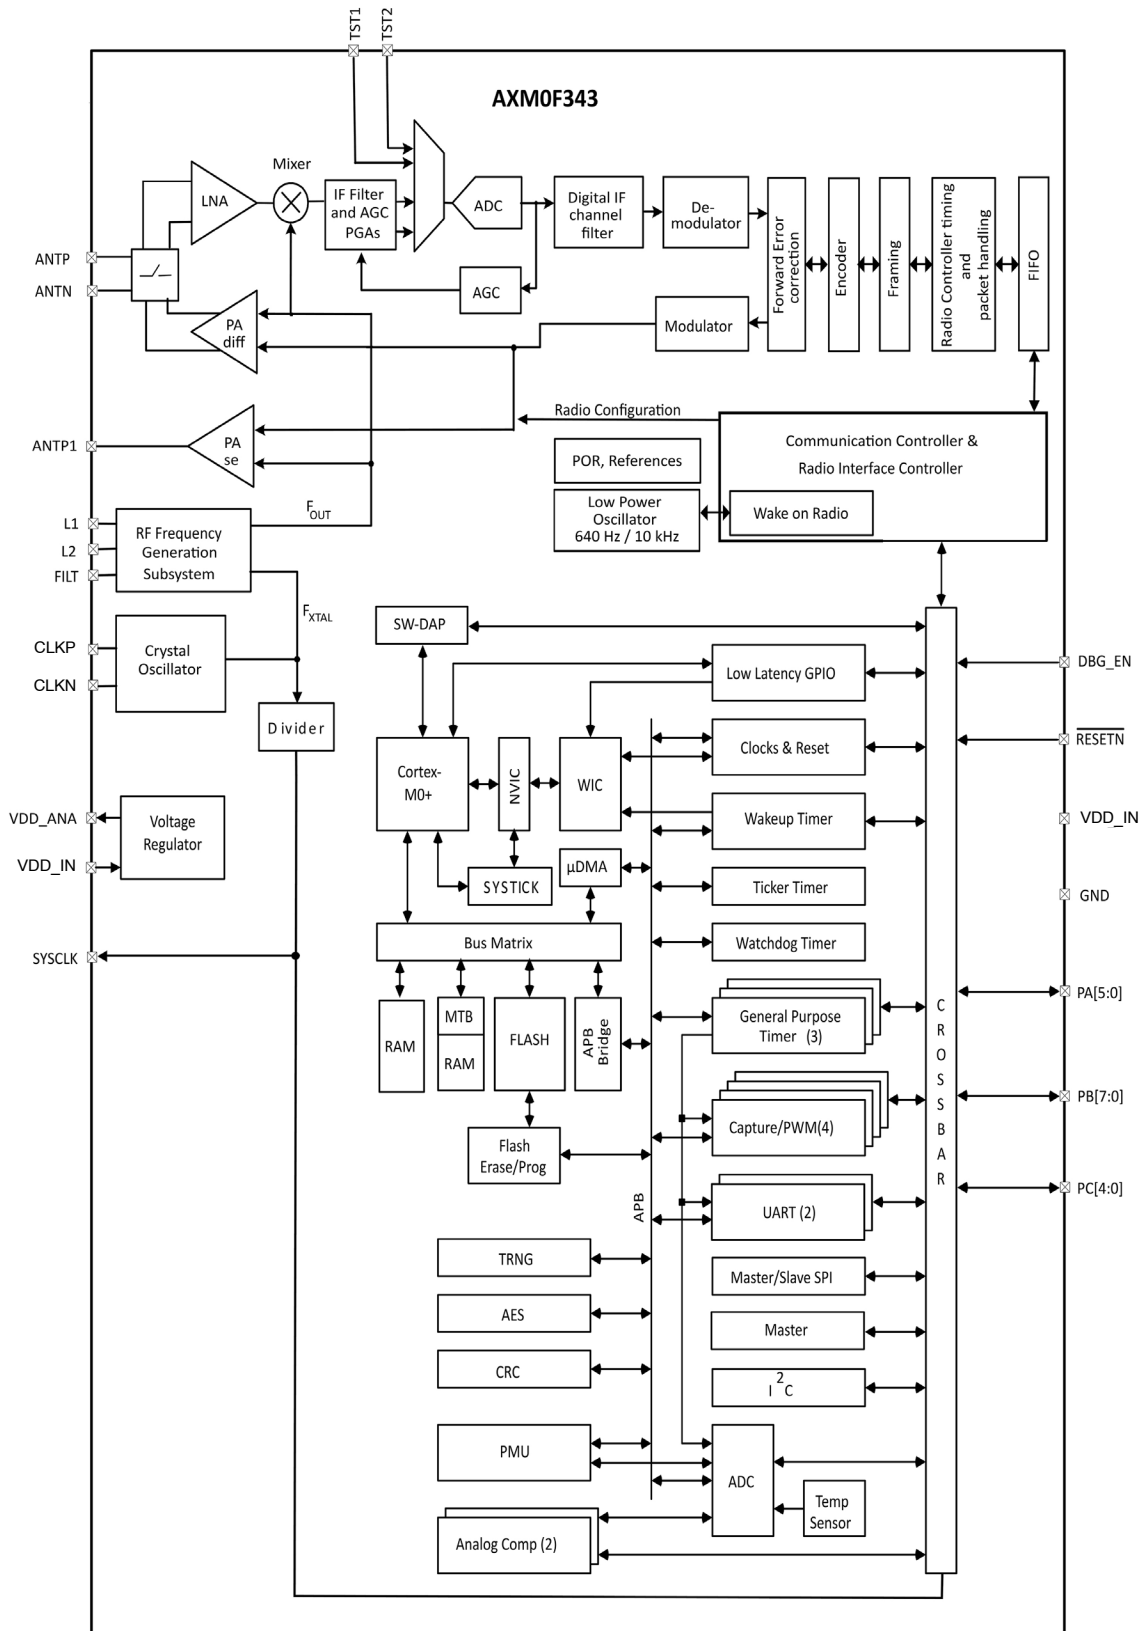 TST1
TST2
AXM0F343
Mixer
LNA
IF Filter
and AGC
PGAs
ADC
Digital IF
channel
filter
De-
modulator
Forward Error
correction
Encoder
Framing
Radio Controller timing
and
packet handling
FIFO
ANTP
ANTN
AGC
PA
diff
Modulator
Radio Configuration
ANTP1
PA
se
POR, References
Communication Controller &
Radio Interface Controller
Low Power
Oscillator
640 Hz / 10 kHz
Wake on Radio
FOUT
L1
L2
FILT
RF Frequency
Generation
Subsystem
FXTAL
CLKP
CLKN
Crystal
Oscillator
Divider
SW-DAP
Low Latency GPIO
DBG_EN
Cortex-
M0+
NVIC
WIC
Clocks & Reset
RESETN
VDD_ANA
VDD_IN
Voltage
Regulator
Wakeup Timer
VDD_IN
µDMA
SYSTICK
Ticker Timer
GND
Bus Matrix
Watchdog Timer
SYSCLK
RAM
MTB
RAM
FLASH
APB
Bridge
General Purpose
Timer (3)
CROSSBAR
PA[5:0]
PB[7:0]
PC[4:0]
Flash
Erase/Prog
Capture/PWM(4)
APB
UART (2)
TRNG
Master/Slave SPI
AES
Master
CRC
I2C
PMU
ADC
Temp
Sensor
Analog Comp (2)